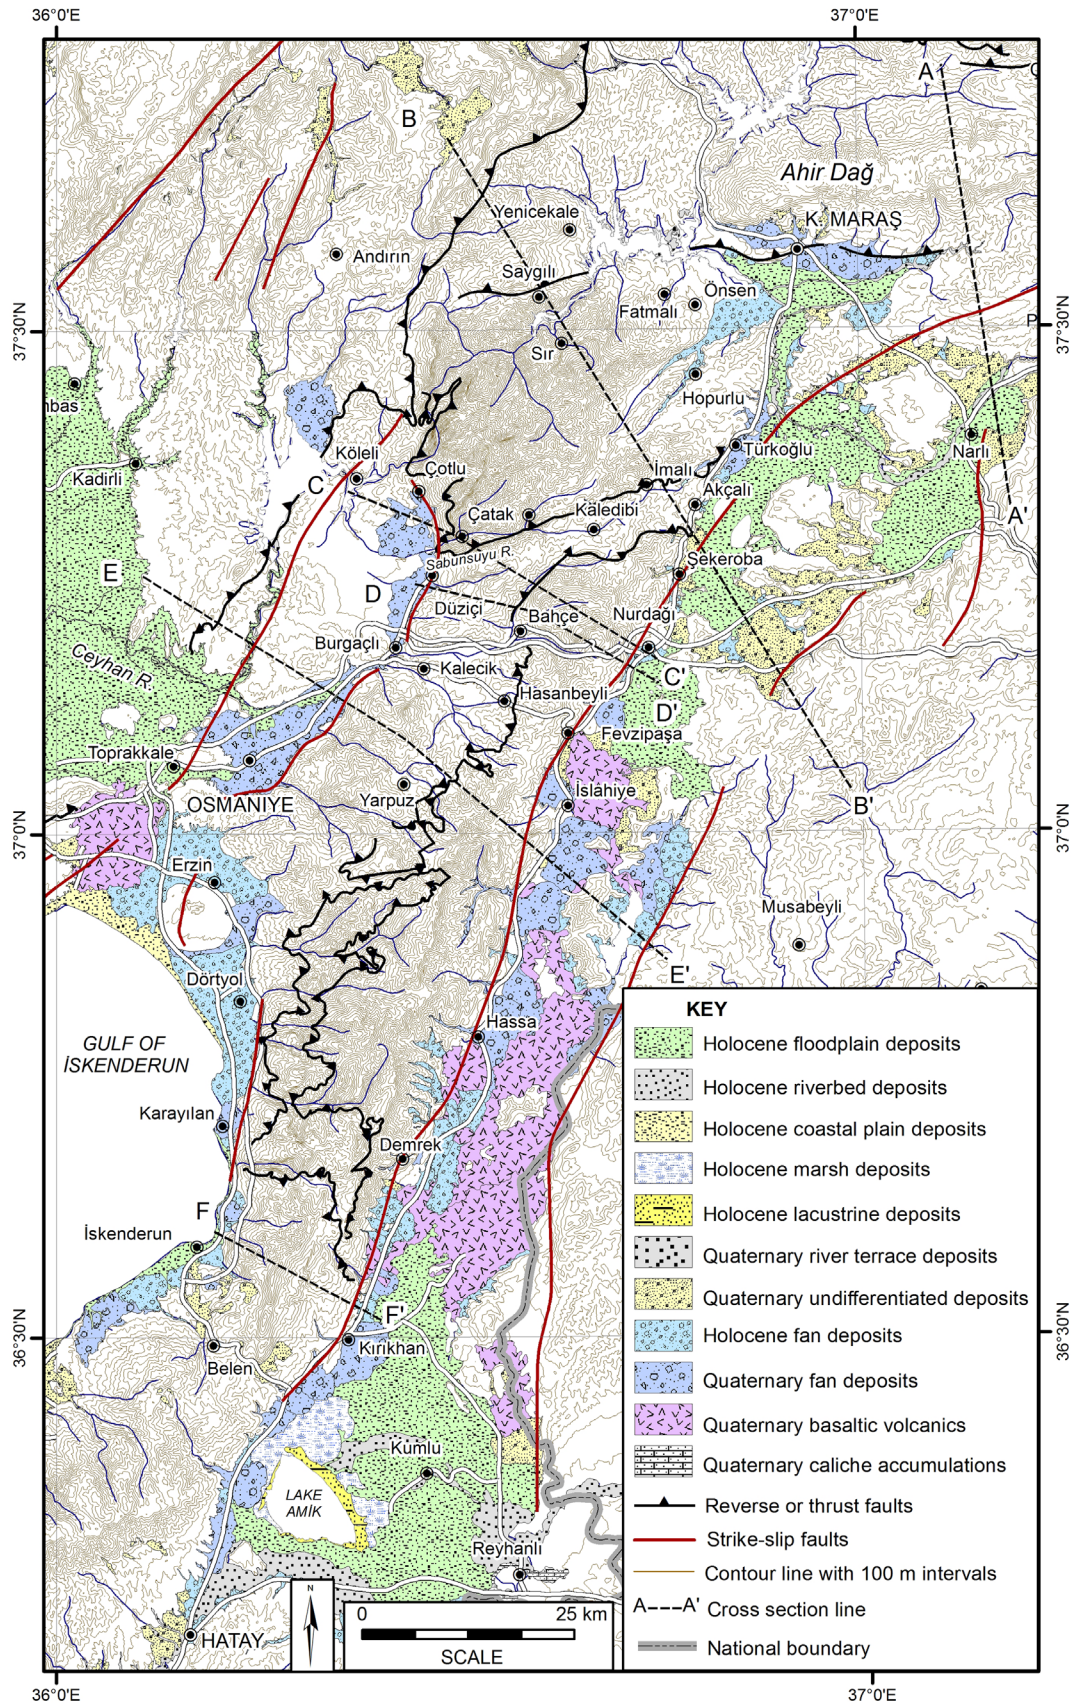 36°0'E
37°0'E
A
B
Ahir Dağ
Yenicekale
K. MARAŞ
Andırın
Saygılı
Önsen
Fatmalı
37°30'N
37°30'N
P
Sır
Hopurlu
nbas
Köleli
Türkoğlu
Narlı
Kadirli
Çotlu
İmalı
C
Akçalı
Çatak
Kaledibi
A'
Sabunsuyu R.
Şekeroba
E
D
Düziçi
Bahçe
Nurdağı
Burgaçlı
Ceyhan R.
Kalecik
C'
Hasanbeyli
D'
Fevzipaşa
Toprakkale
İslâhiye
OSMANIYE
Yarpuz
B'
37°0'N
37°0'N
Erzin
Musabeyli
E'
Dörtyol
GULF OF
İSKENDERUN
Hassa
Karayılan
Demrek
F
İskenderun
F'
Kırıkhan
36°30'N
36°30'N
Belen
Kumlu
LAKE
AMİK
Reyhanlı
HATAY
KEY
Holocene floodplain deposits
Holocene riverbed deposits
Holocene coastal plain deposits
Holocene marsh deposits
Holocene lacustrine deposits
Quaternary river terrace deposits
Quaternary undifferentiated deposits
Holocene fan deposits
Quaternary fan deposits
Quaternary basaltic volcanics
Quaternary caliche accumulations
Reverse or thrust faults
Strike-slip faults
Contour line with 100 m intervals
A A' Cross section line
National boundary
N
0 25 km
SCALE
36°0'E
37°0'E